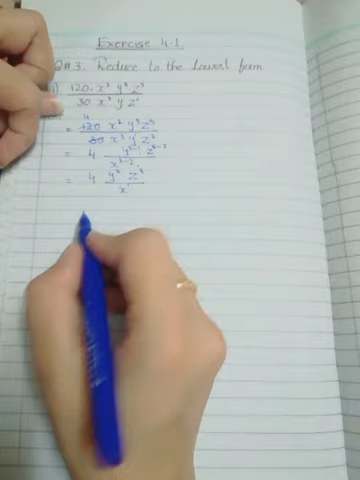 Exercise 4.1
Q#3. Reduce to the lowest form
i) 120 x² y³ z⁵ / 30 x³ y z²
= 120 x² y³ z⁵ / 30 x³ y z²
= 4 y³⁻¹ z⁵⁻² / x³⁻²
= 4 y² z³ / x